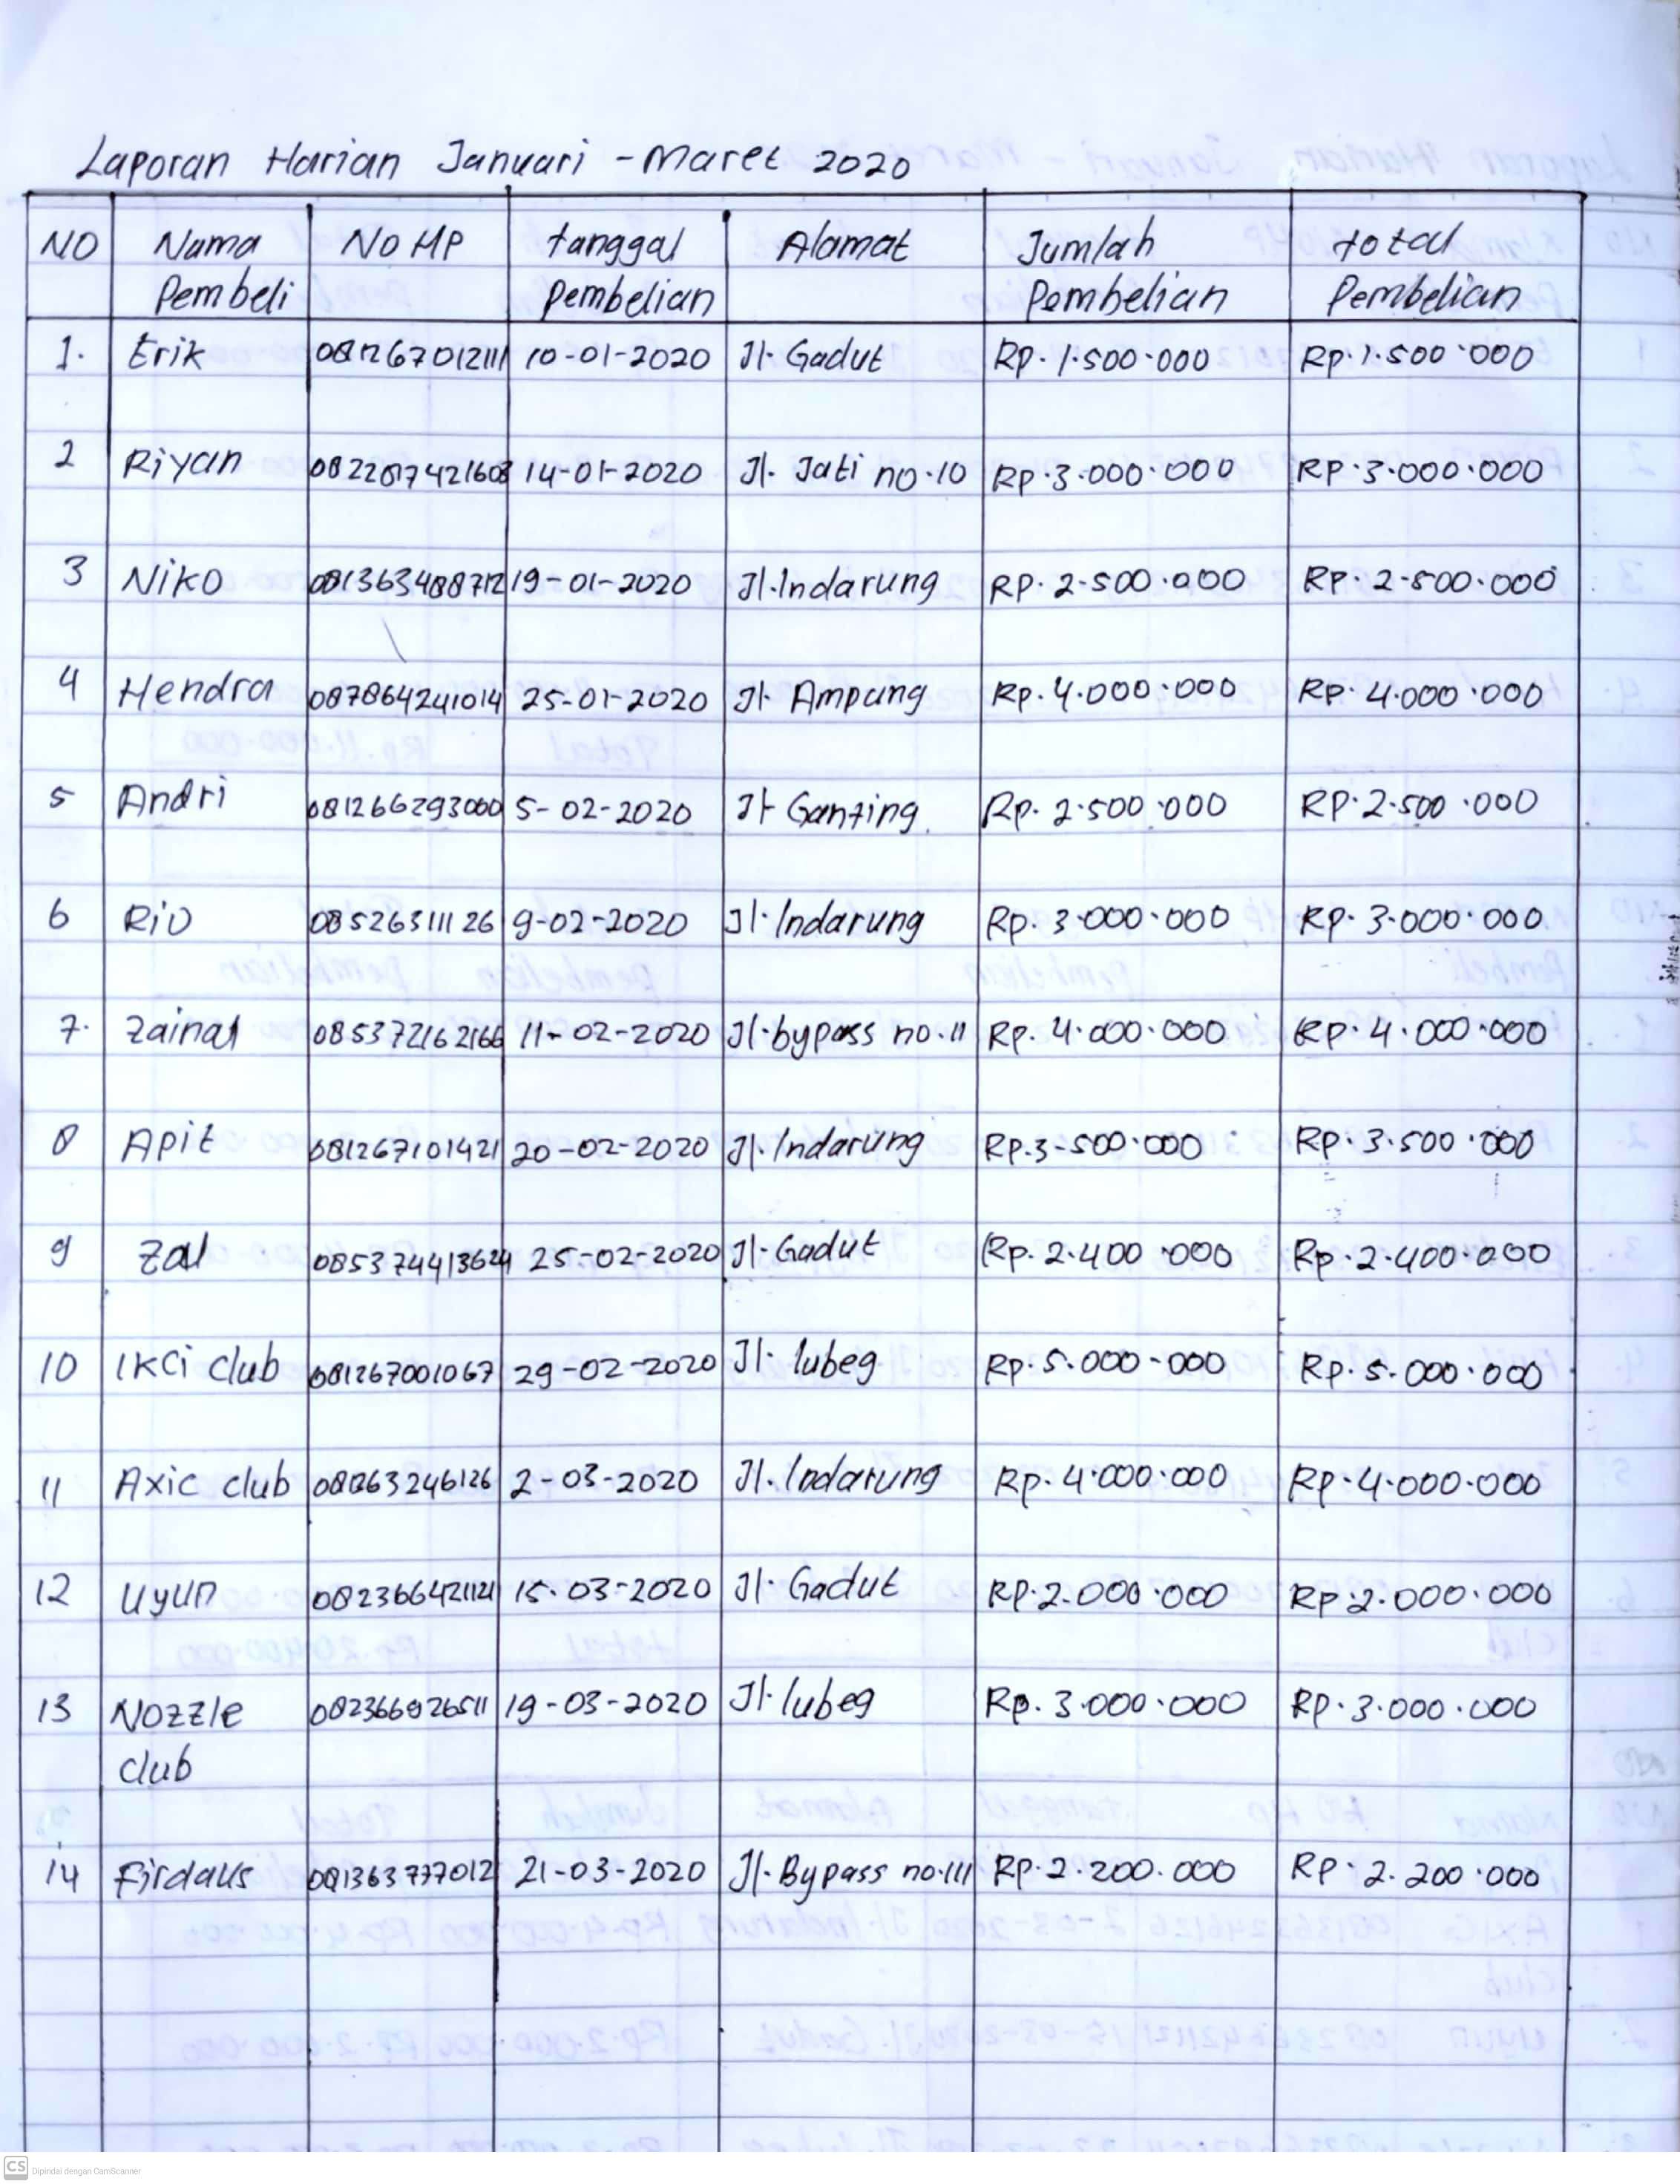 Laporan Harian Januari - Maret 2020
NO Nama No HP tanggal Alamat Jumlah total
Pembeli pembelian Pembelian Pembelian
1. Erik 081267012111 10-01-2020 Jl. Gadut Rp. 1.500.000 Rp. 1.500.000
2 Riyan 14-01-2020 Jl. Jati no.10 Rp. 3.000.000 Rp. 3.000.000
3 Niko 081363488712 19-01-2020 Jl. Indarung Rp. 2.500.000 Rp. 2.500.000
4 Hendra 087864241014 25-01-2020 Jl. Ampang Rp. 4.000.000 Rp. 4.000.000
5 Andri 081266293000 5-02-2020 Jl. Ganting Rp. 2.500.000 Rp. 2.500.000
6 Rio 08526311126 9-02-2020 Jl. Indarung Rp. 3.000.000 Rp. 3.000.000
7. Zainal 085372162166 11-02-2020 Jl. bypass no.11 Rp. 4.000.000 Rp. 4.000.000
8 Apit 081267101421 20-02-2020 Jl. Indarung Rp. 3.500.000 Rp. 3.500.000
9 Zal 25-02-2020 Jl. Gadut Rp. 2.400.000 Rp. 2.400.000
10 IKCI club 081267001067 29-02-2020 Jl. lubeg Rp. 5.000.000 Rp. 5.000.000
11 Axic club 2-03-2020 Jl. Indarung Rp. 4.000.000 Rp. 4.000.000
12 Uyun 082366421121 15-03-2020 Jl. Gadut Rp. 2.000.000 Rp. 2.000.000
13 Nozzle 19-03-2020 Jl. lubeg Rp. 3.000.000 Rp. 3.000.000
club
14 Firdaus 081363777012 21-03-2020 Jl. Bypass no.111 Rp. 2.200.000 Rp. 2.200.000
CS Dipindai dengan CamScanner